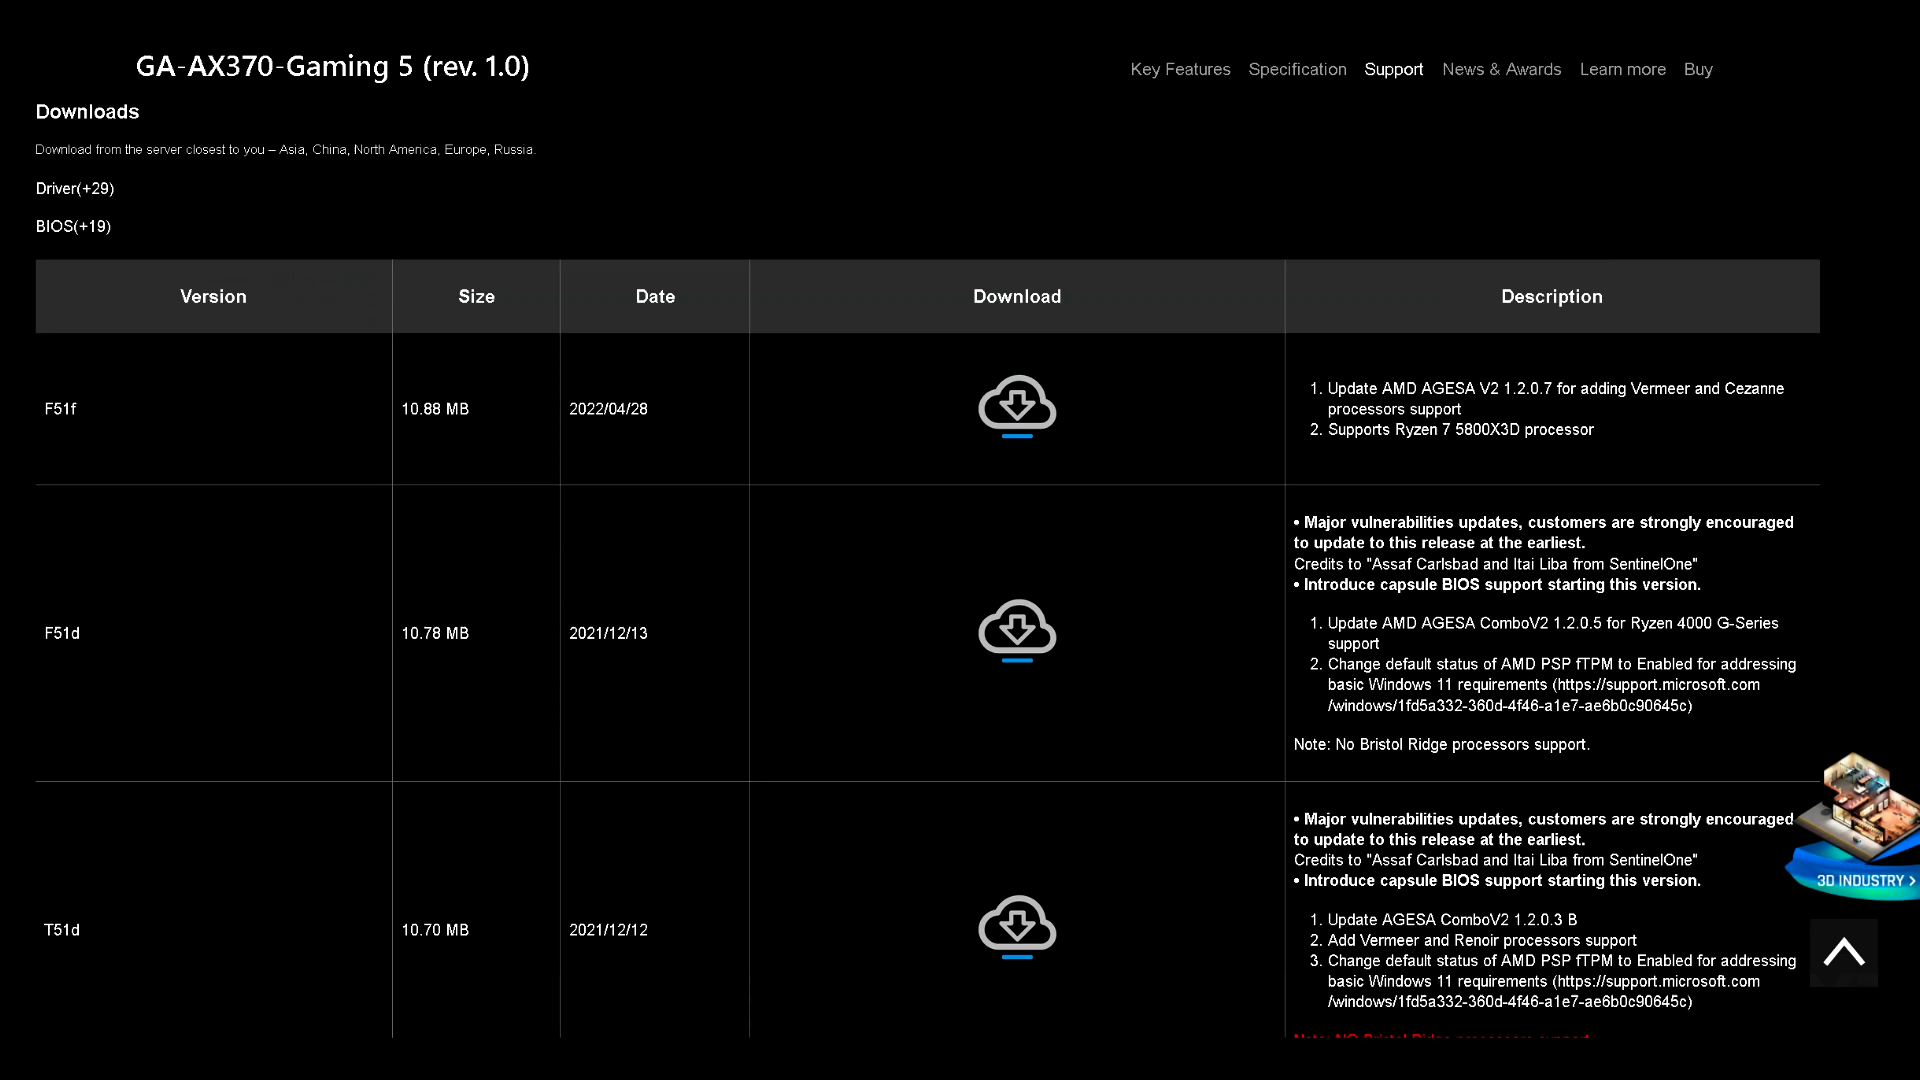 GA-AX370-Gaming 5 (rev. 1.0)
Key Features Specification Support News & Awards Learn more Buy
Downloads
Download from the server closest to you – Asia, China, North America, Europe, Russia.
Driver(+29)
BIOS(+19)
Version Size Date Download Description
F51f 10.88 MB 2022/04/28
1. Update AMD AGESA V2 1.2.0.7 for adding Vermeer and Cezanne
processors support
2. Supports Ryzen 7 5800X3D processor
F51d 10.78 MB 2021/12/13
• Major vulnerabilities updates, customers are strongly encouraged
to update to this release at the earliest.
Credits to "Assaf Carlsbad and Itai Liba from SentinelOne"
• Introduce capsule BIOS support starting this version.
1. Update AMD AGESA ComboV2 1.2.0.5 for Ryzen 4000 G-Series
support
2. Change default status of AMD PSP fTPM to Enabled for addressing
basic Windows 11 requirements (https://support.microsoft.com
/windows/1fd5a332-360d-4f46-a1e7-ae6b0c90645c)
Note: No Bristol Ridge processors support.
T51d 10.70 MB 2021/12/12
• Major vulnerabilities updates, customers are strongly encouraged
to update to this release at the earliest.
Credits to "Assaf Carlsbad and Itai Liba from SentinelOne"
• Introduce capsule BIOS support starting this version.
1. Update AGESA ComboV2 1.2.0.3 B
2. Add Vermeer and Renoir processors support
3. Change default status of AMD PSP fTPM to Enabled for addressing
basic Windows 11 requirements (https://support.microsoft.com
/windows/1fd5a332-360d-4f46-a1e7-ae6b0c90645c)
Note: NO Bristol Ridge processors support.
3D INDUSTRY >